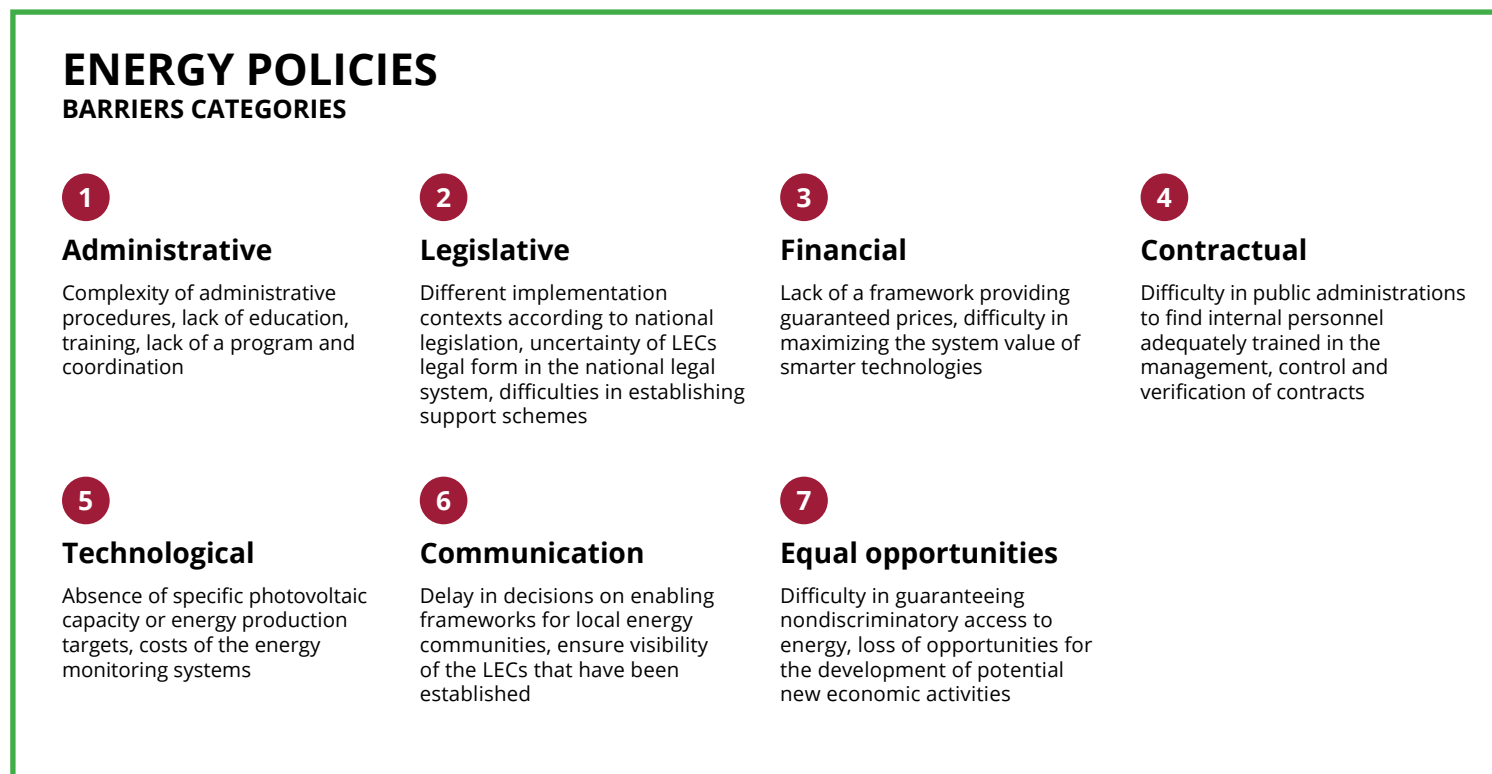 ENERGY POLICIES
BARRIERS CATEGORIES
1
Administrative
Complexity of administrative
procedures, lack of education,
training, lack of a program and
coordination
2
Legislative
Different implementation
contexts according to national
legislation, uncertainty of LECs
legal form in the national legal
system, difficulties in establishing
support schemes
3
Financial
Lack of a framework providing
guaranteed prices, difficulty in
maximizing the system value of
smarter technologies
4
Contractual
Difficulty in public administrations
to find internal personnel
adequately trained in the
management, control and
verification of contracts
5
Technological
Absence of specific photovoltaic
capacity or energy production
targets, costs of the energy
monitoring systems
6
Communication
Delay in decisions on enabling
frameworks for local energy
communities, ensure visibility
of the LECs that have been
established
7
Equal opportunities
Difficulty in guaranteeing
nondiscriminatory access to
energy, loss of opportunities for
the development of potential
new economic activities